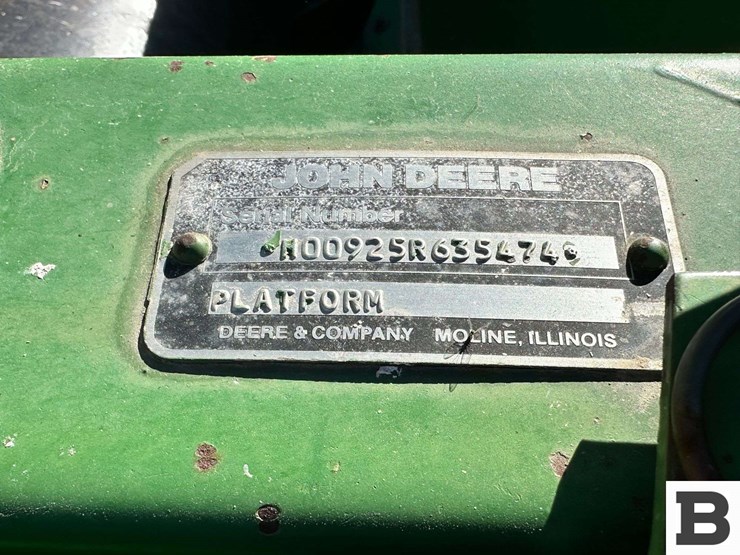 JOHN DEERE
Serial Number
*H00925R635474*
PLATFORM
DEERE & COMPANY MOLINE, ILLINOIS
B